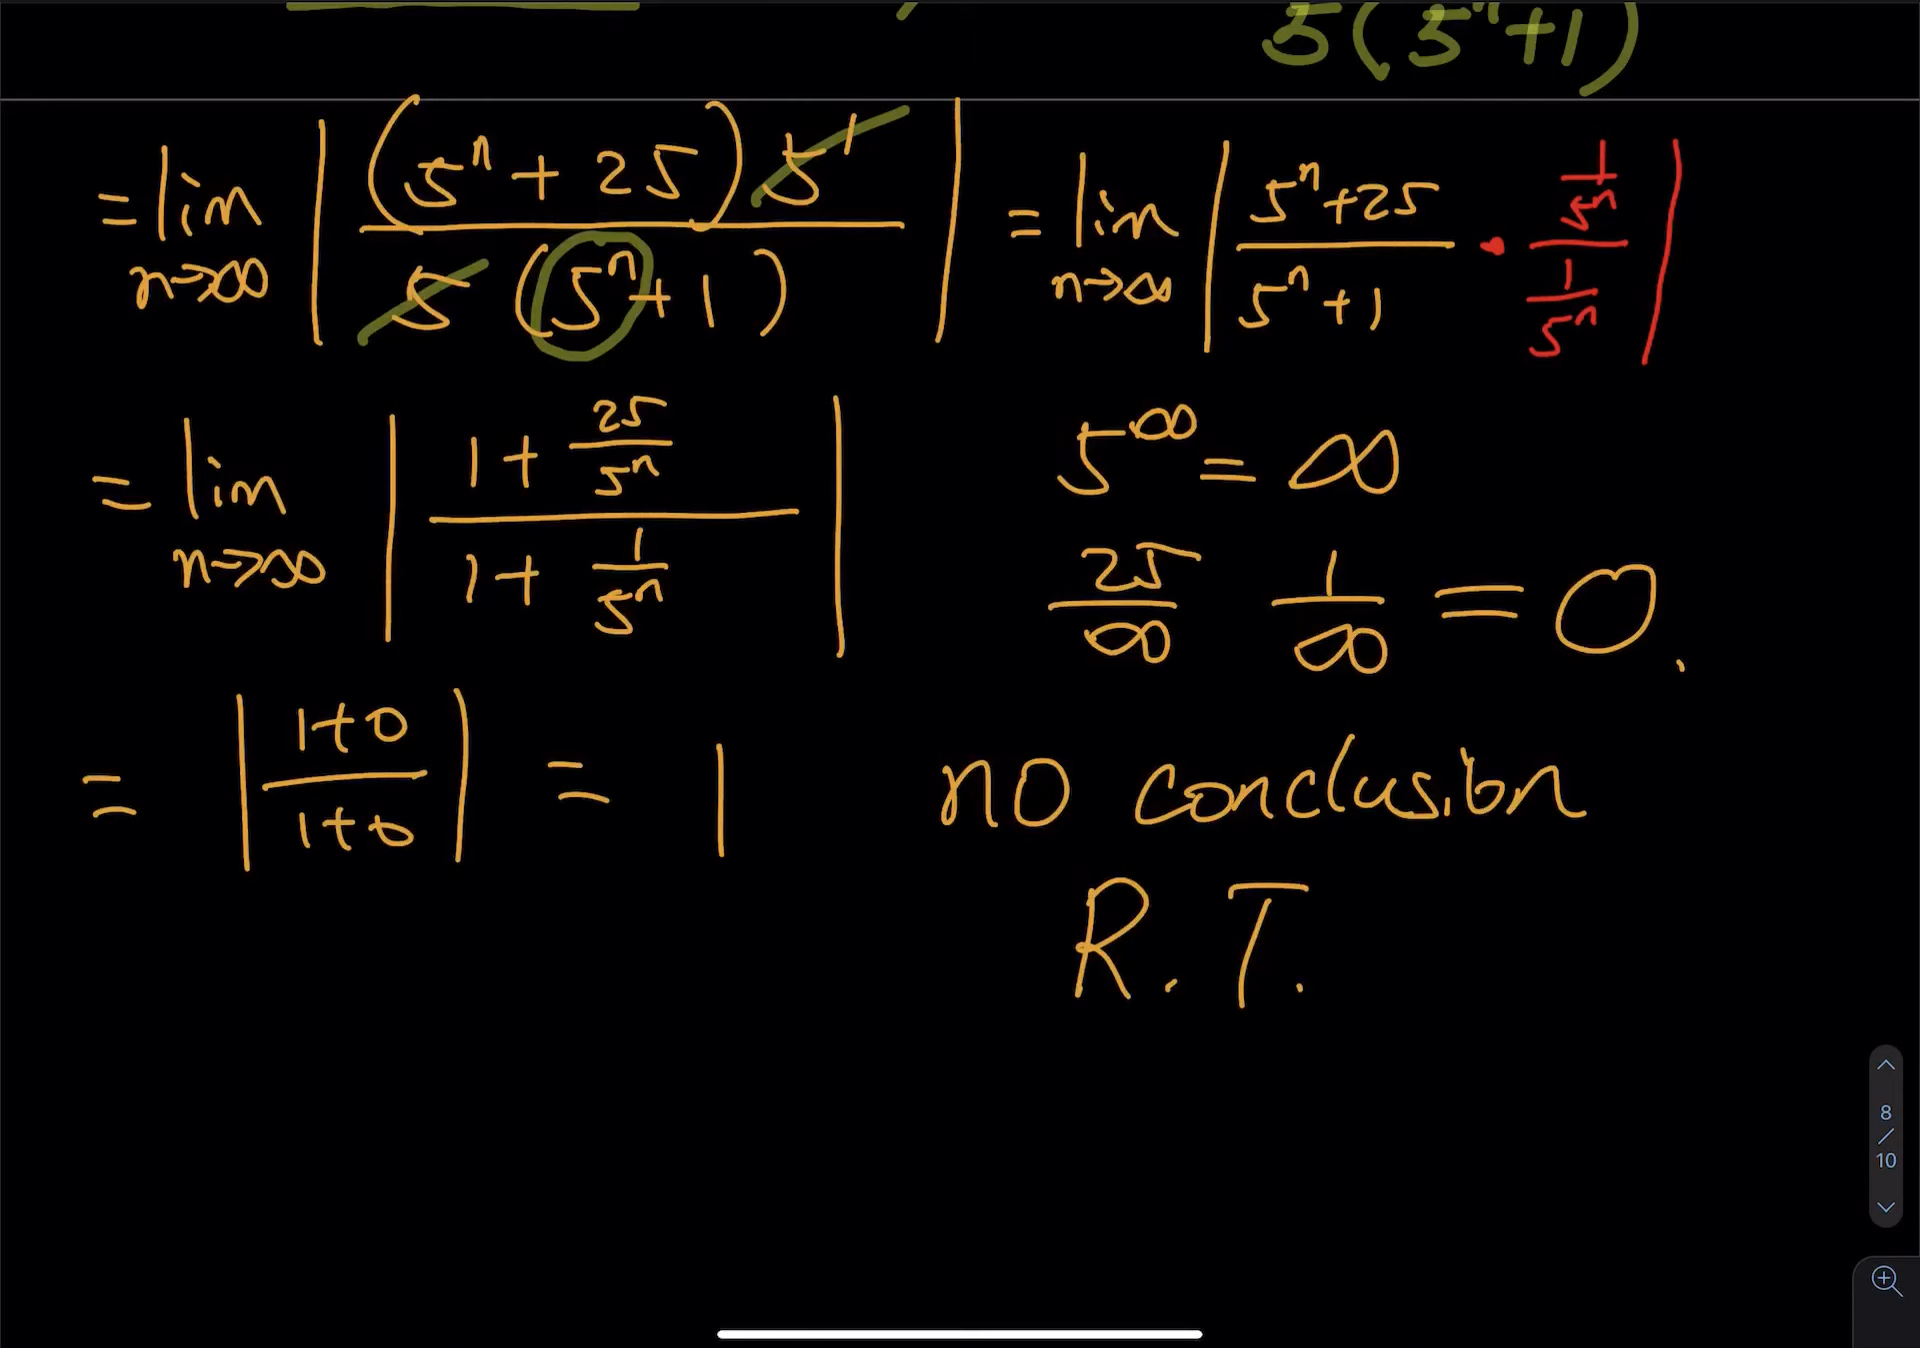 5(5ⁿ+1)
= lim n→∞ | (5ⁿ + 25) 5¹ / 5 (5ⁿ + 1) | = lim n→∞ | 5ⁿ+25 / 5ⁿ+1 · 1/5ⁿ / 1/5ⁿ |
= lim n→∞ | 1 + 25/5ⁿ / 1 + 1/5ⁿ |
5^∞ = ∞
25/∞ 1/∞ = 0.
= | 1+0 / 1+0 | = 1 no conclusion
R.T.
8
/
10